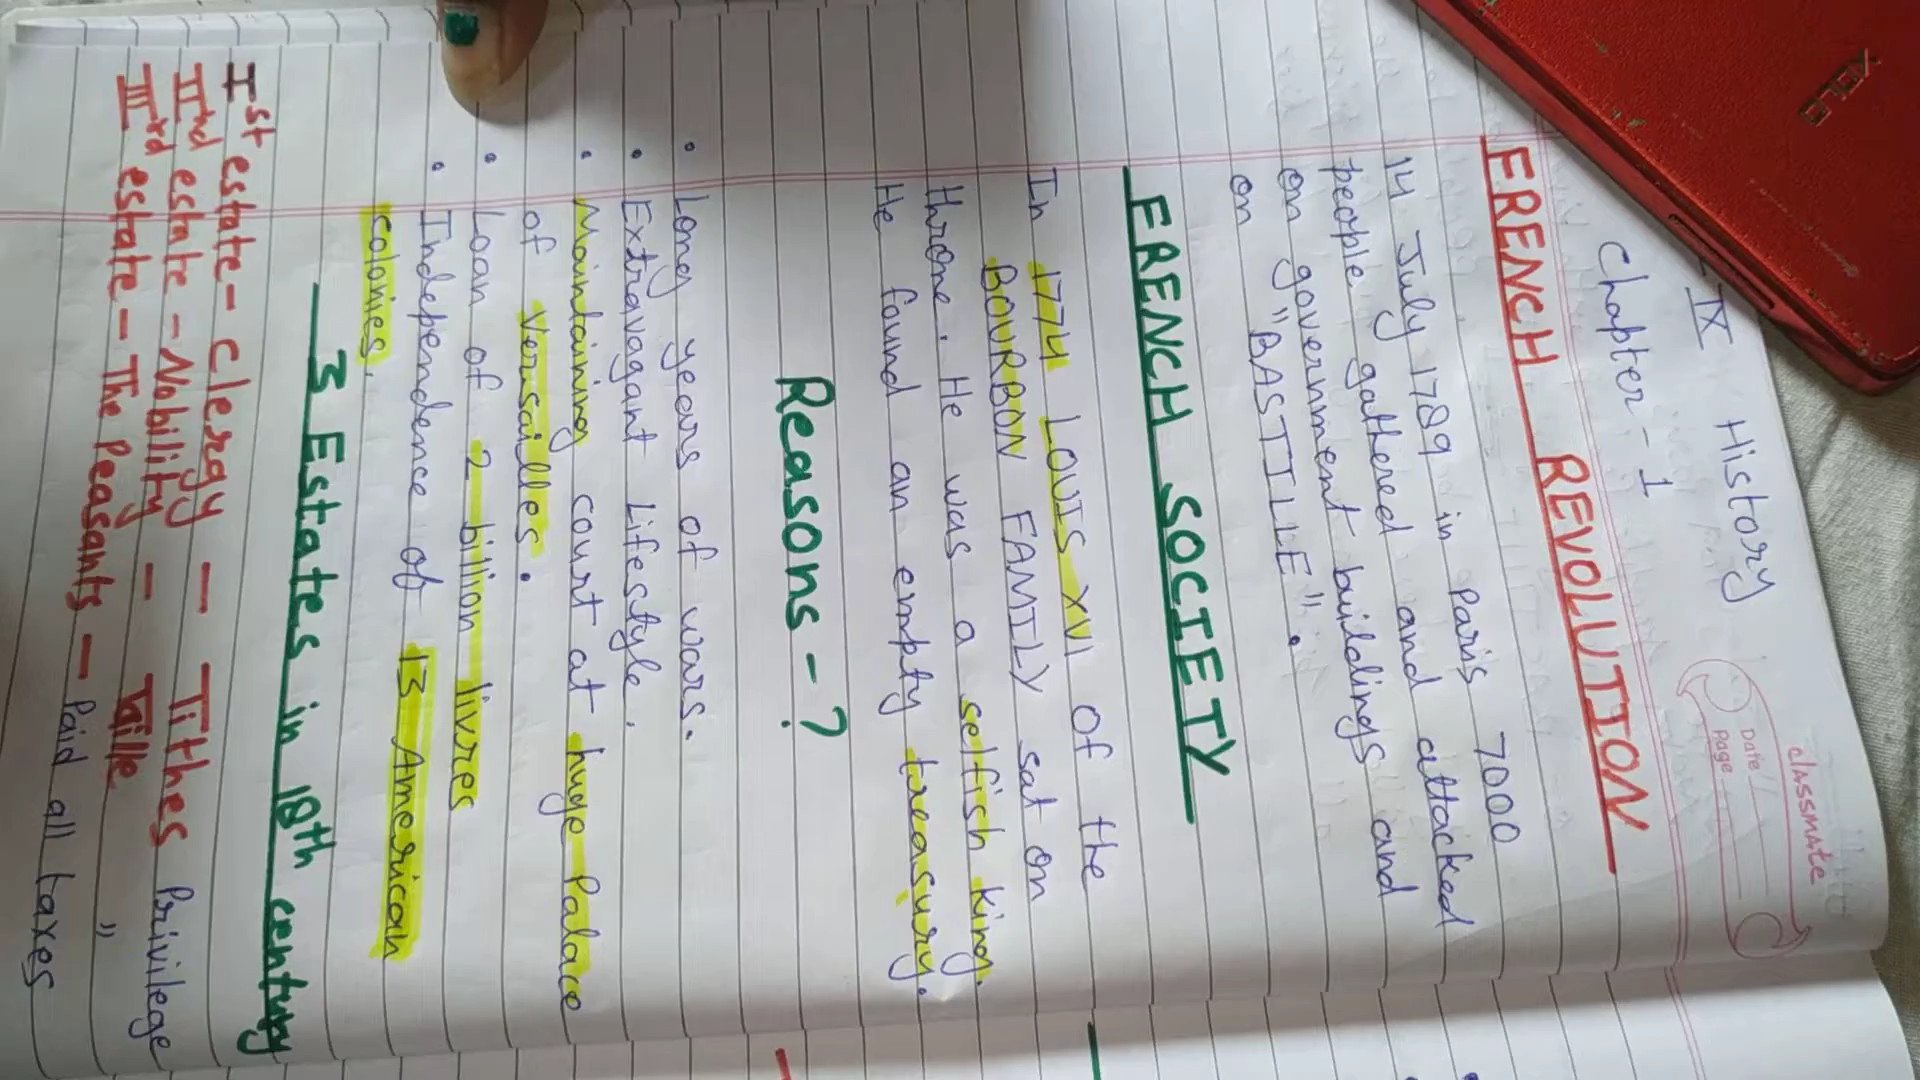 IX History
Chapter - 1
classmate
Date
Page
FRENCH REVOLUTION
14 July 1789 in Paris 7000
people gathered and attacked
on government buildings and
on "BASTILLE".
FRENCH SOCIETY
In 1774 LOUIS XVI of the
BOURBON FAMILY sat on
throne. He was a selfish king.
He found an empty treasury.
Reasons - ?
• Long years of wars.
• Extravagant Lifestyle.
• Maintaining court at huge Palace
of Versailles.
• Loan of 2 billion livres
• Independence of 13 American
colonies.
3 Estates in 18th century
Ist estate - Clergy — Tithes Privilege
IInd estate - Nobility — Taille "
IIIrd estate - The Peasants — Paid all taxes
XOLO